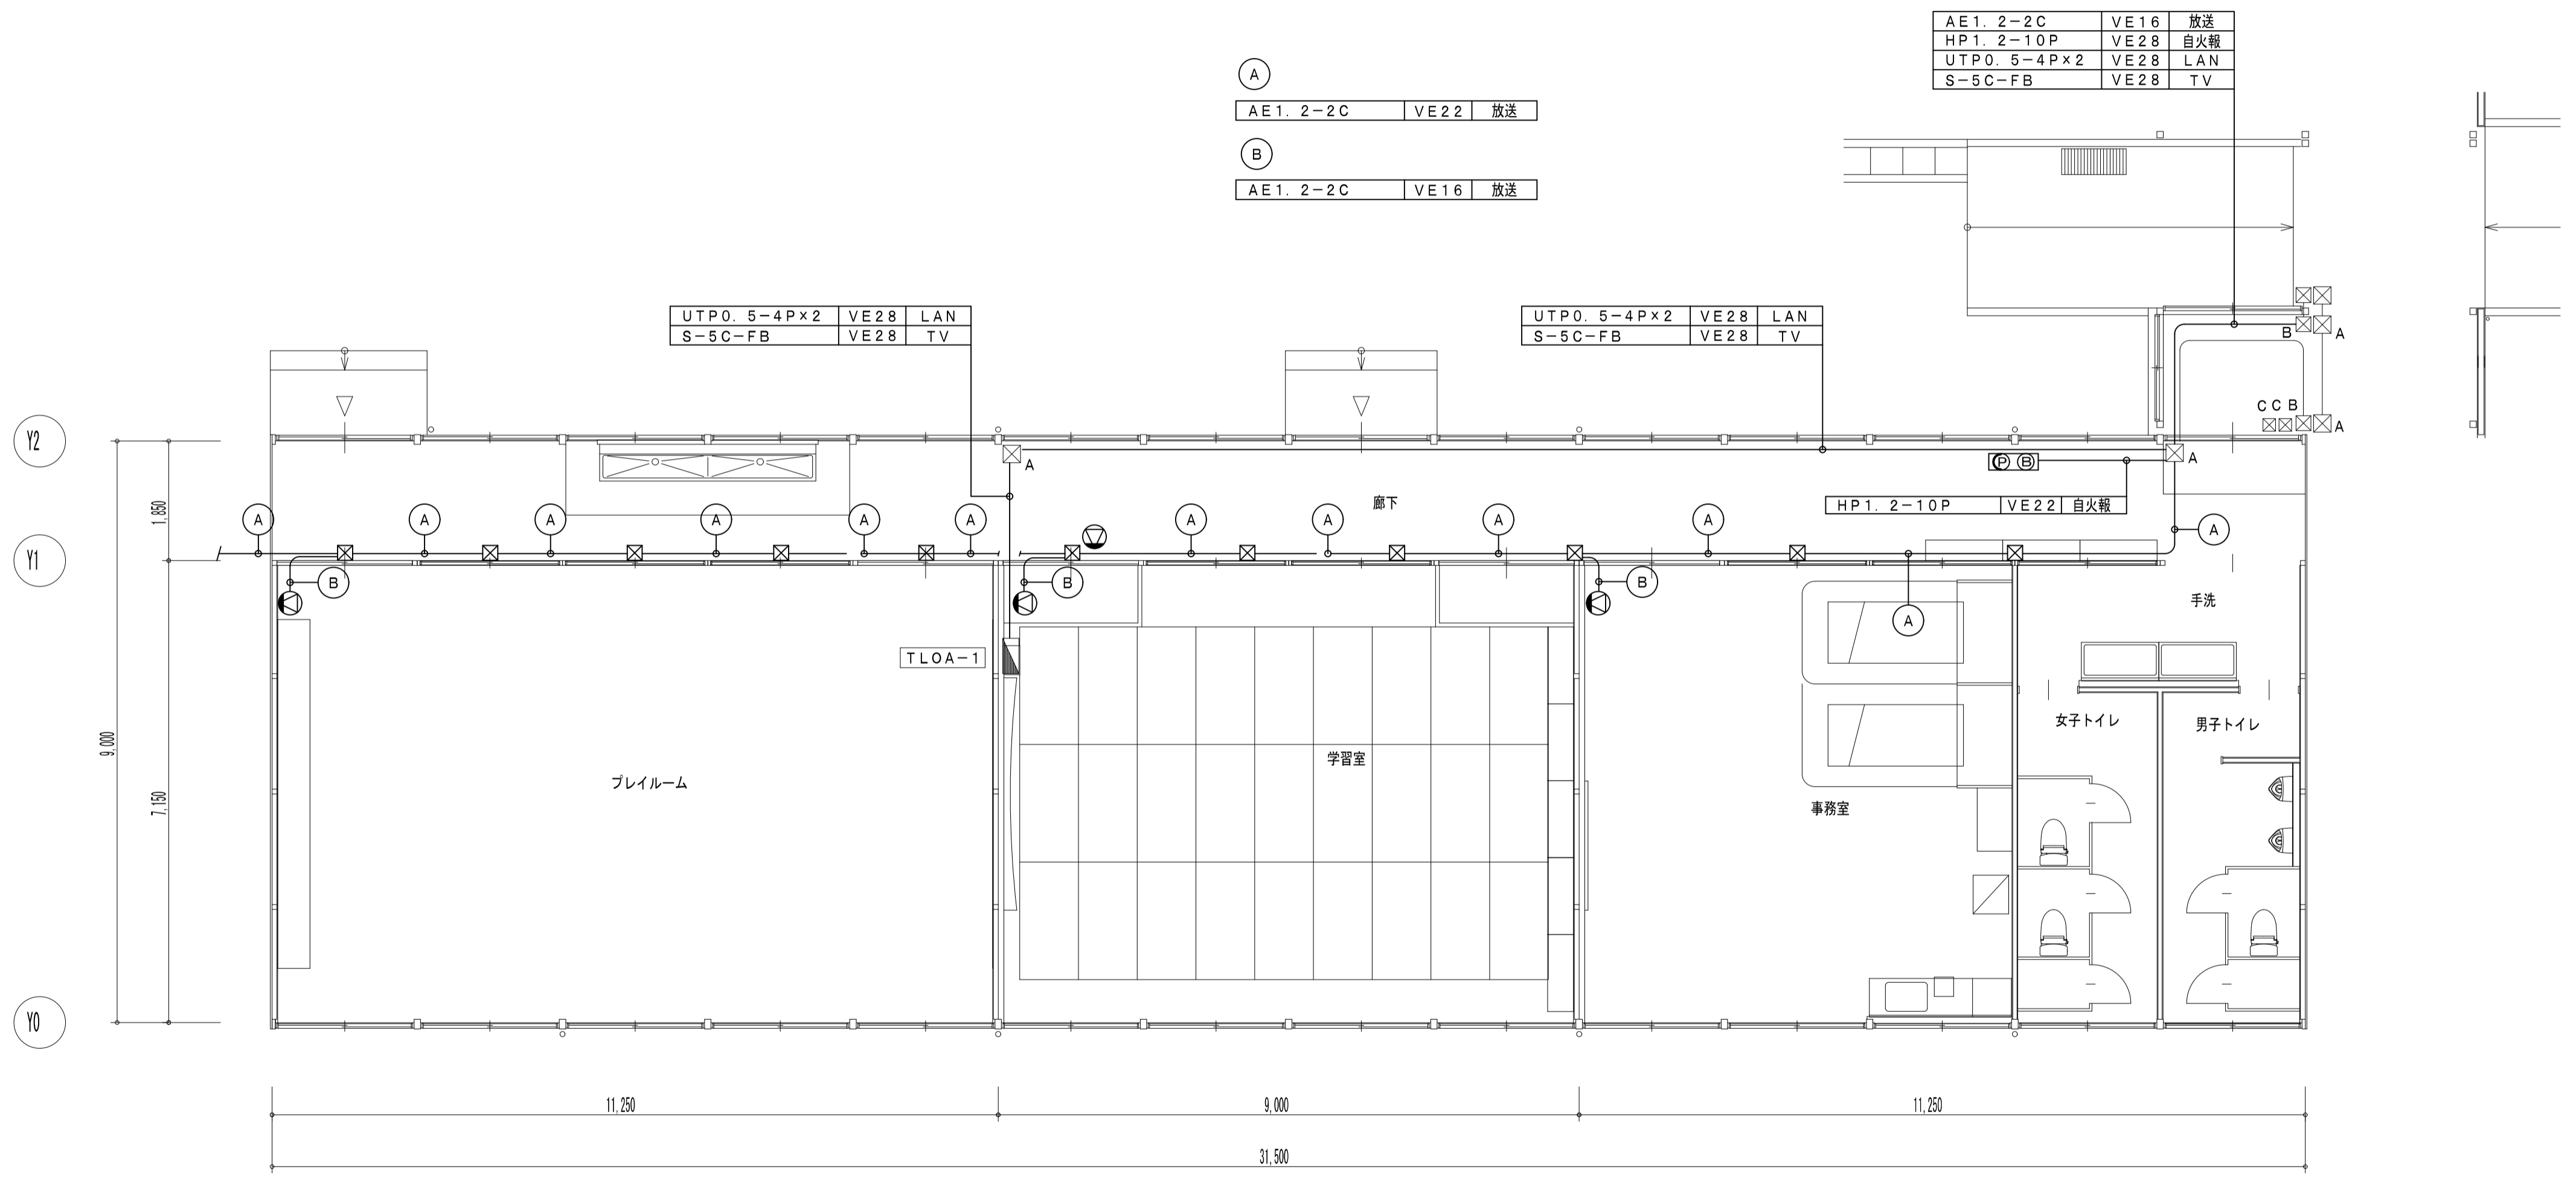 AE1. 2-2C VE16 放送
HP1. 2-10P VE28 自火報
UTP0. 5-4P×2 VE28 LAN
S-5C-FB VE28 TV
A
AE1. 2-2C VE22 放送
B
AE1. 2-2C VE16 放送
UTP0. 5-4P×2 VE28 LAN
S-5C-FB VE28 TV
UTP0. 5-4P×2 VE28 LAN
S-5C-FB VE28 TV
B A
C C B
A
Y2
A
P B
A
HP1. 2-10P VE22 自火報
廊下
1,850
A A A A A A A A A A A
Y1
B B B
A
手洗
TLOA-1
女子トイレ
男子トイレ
9,000
学習室
プレイルーム
7,150
事務室
Y0
11,250 9,000 11,250
31,500